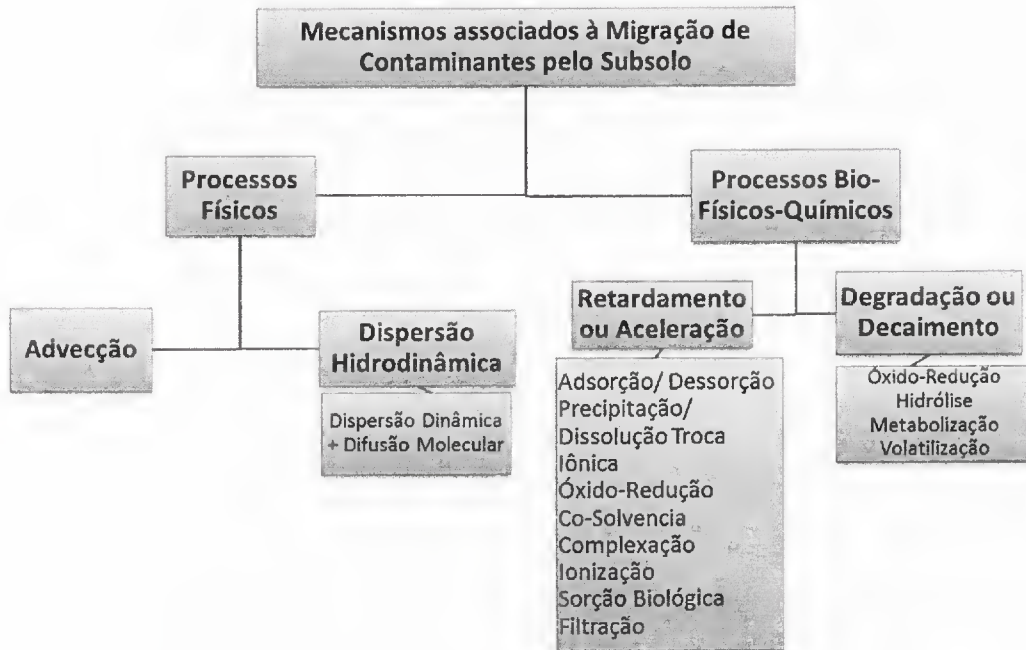 Mecanismos associados à Migração de
Contaminantes pelo Subsolo
Processos
Físicos
Processos Bio-
Físicos-Químicos
Advecção
Dispersão
Hidrodinâmica
Dispersão Dinâmica
+ Difusão Molecular
Retardamento
ou Aceleração
Adsorção/ Dessorção
Precipitação/
Dissolução Troca
Iônica
Óxido-Redução
Co-Solvencia
Complexação
Ionização
Sorção Biológica
Filtração
Degradação ou
Decaimento
Óxido-Redução
Hidrólise
Metabolização
Volatilização